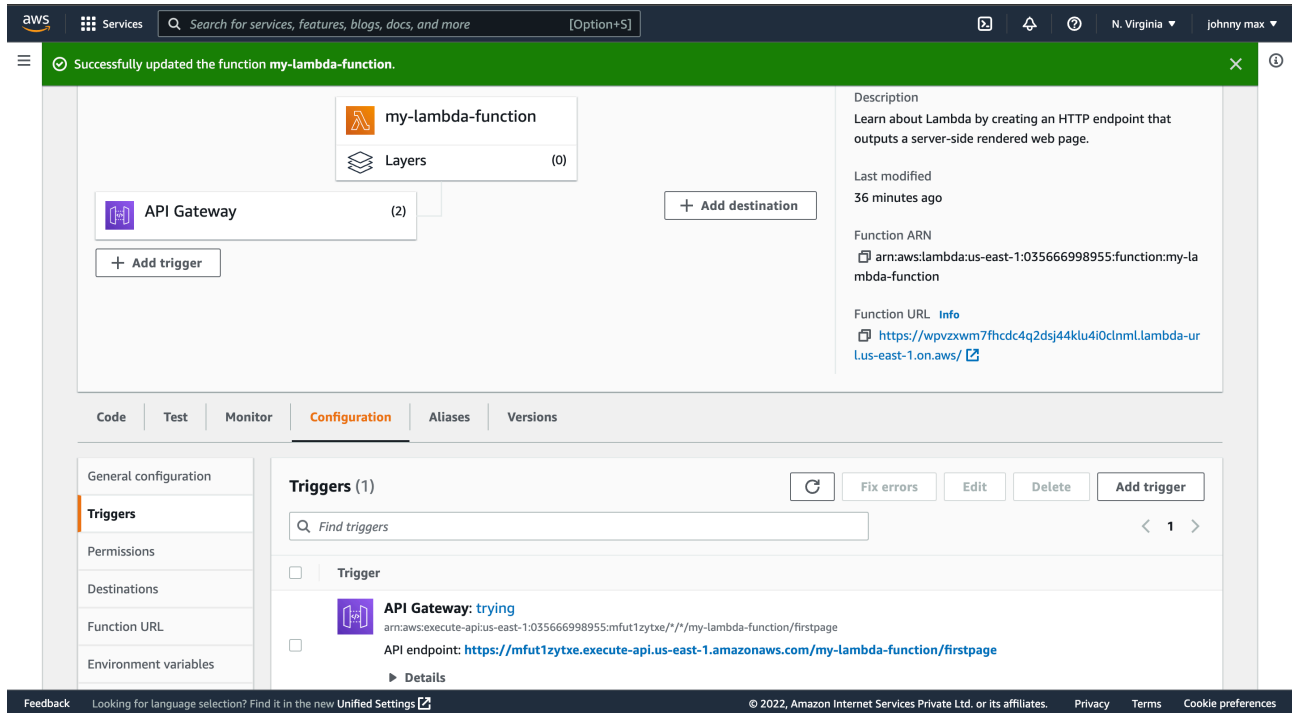 aws Services Search for services, features, blogs, docs, and more [Option+S] N. Virginia ▼ johnny max ▼
Successfully updated the function my-lambda-function.
my-lambda-function
Layers (0)
API Gateway (2)
+ Add trigger
+ Add destination
Description
Learn about Lambda by creating an HTTP endpoint that
outputs a server-side rendered web page.
Last modified
36 minutes ago
Function ARN
arn:aws:lambda:us-east-1:035666998955:function:my-la
mbda-function
Function URL Info
https://wpvzxwm7fhcdc4q2dsj44klu4i0clnml.lambda-ur
l.us-east-1.on.aws/
Code Test Monitor Configuration Aliases Versions
General configuration
Triggers
Permissions
Destinations
Function URL
Environment variables
Triggers (1) Fix errors Edit Delete Add trigger
Find triggers < 1 >
Trigger
API Gateway: trying
arn:aws:execute-api:us-east-1:035666998955:mfut1zytxe/*/*/my-lambda-function/firstpage
API endpoint: https://mfut1zytxe.execute-api.us-east-1.amazonaws.com/my-lambda-function/firstpage
▶ Details
Feedback Looking for language selection? Find it in the new Unified Settings © 2022, Amazon Internet Services Private Ltd. or its affiliates. Privacy Terms Cookie preferences